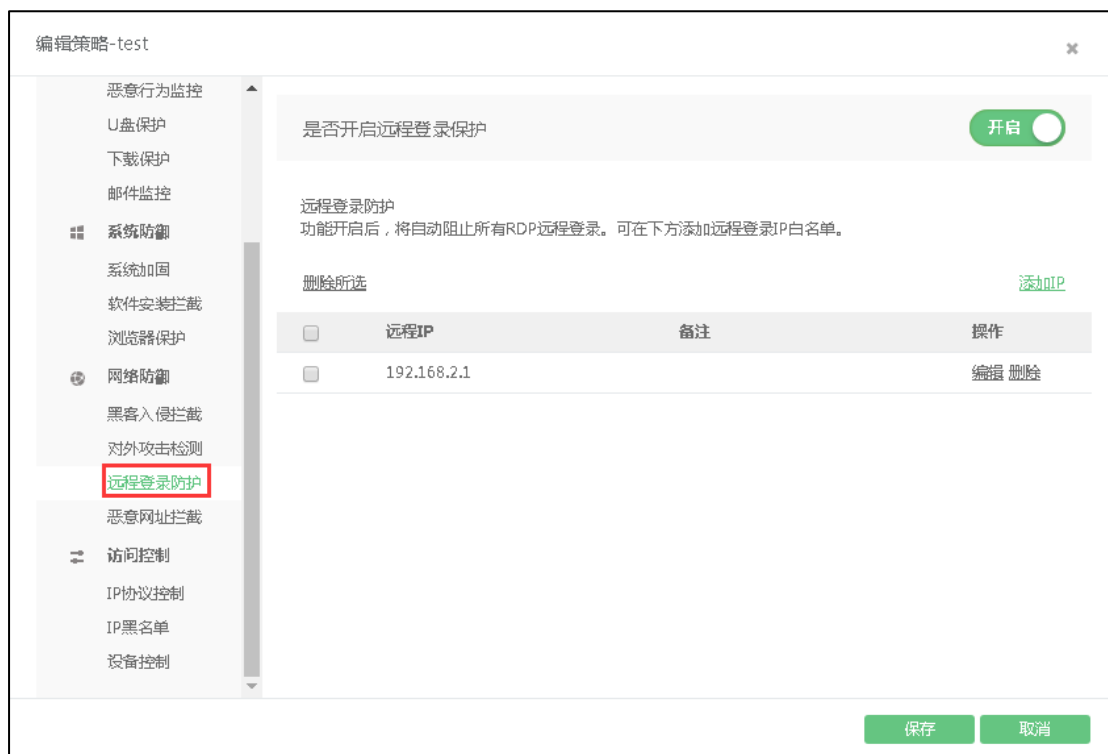 编辑策略-test
恶意行为监控
U盘保护
下载保护
邮件监控
系统防御
系统加固
软件安装拦截
浏览器保护
网络防御
黑客入侵拦截
对外攻击检测
远程登录防护
恶意网址拦截
访问控制
IP协议控制
IP黑名单
设备控制
是否开启远程登录保护
开启
远程登录防护
功能开启后，将自动阻止所有RDP远程登录。可在下方添加远程登录IP白名单。
删除所选 添加IP
远程IP 备注 操作
192.168.2.1 编辑 删除
保存 取消